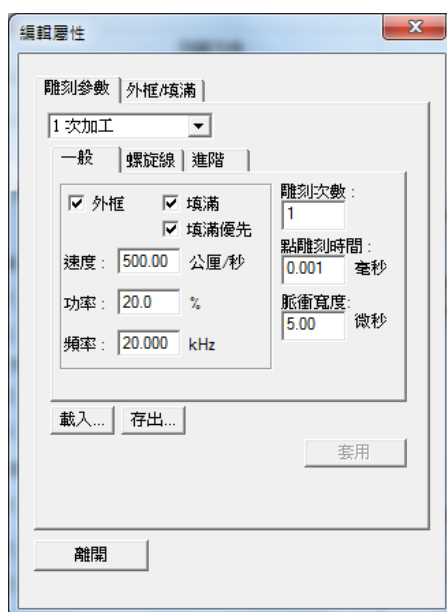 編輯屬性
雕刻參數 外框/填滿
1 次加工
一般 螺旋線 進階
外框 填滿
填滿優先
速度： 500.00 公厘/秒
功率： 20.0 %
頻率： 20.000 kHz
雕刻次數：
1
點雕刻時間：
0.001 毫秒
脈衝寬度：
5.00 微秒
載入... 存出...
套用
離開